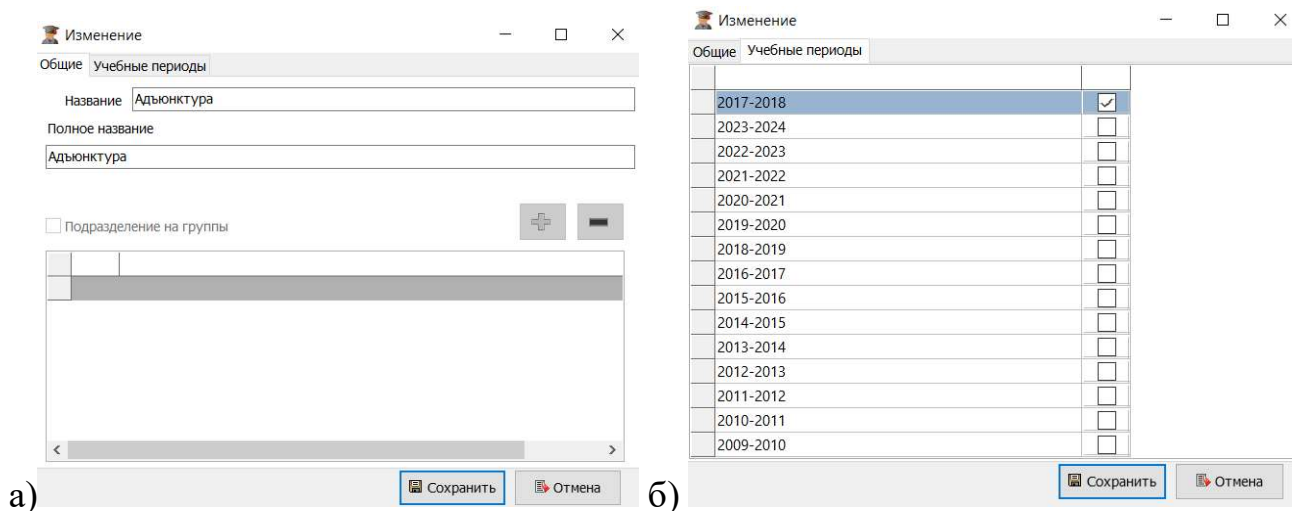 Изменение
Общие Учебные периоды
Название Адъюнктура
Полное название
Адъюнктура
Подразделение на группы
Сохранить Отмена
а)
Изменение
Общие Учебные периоды
2017-2018
2023-2024
2022-2023
2021-2022
2020-2021
2019-2020
2018-2019
2016-2017
2015-2016
2014-2015
2013-2014
2012-2013
2011-2012
2010-2011
2009-2010
Сохранить Отмена
б)